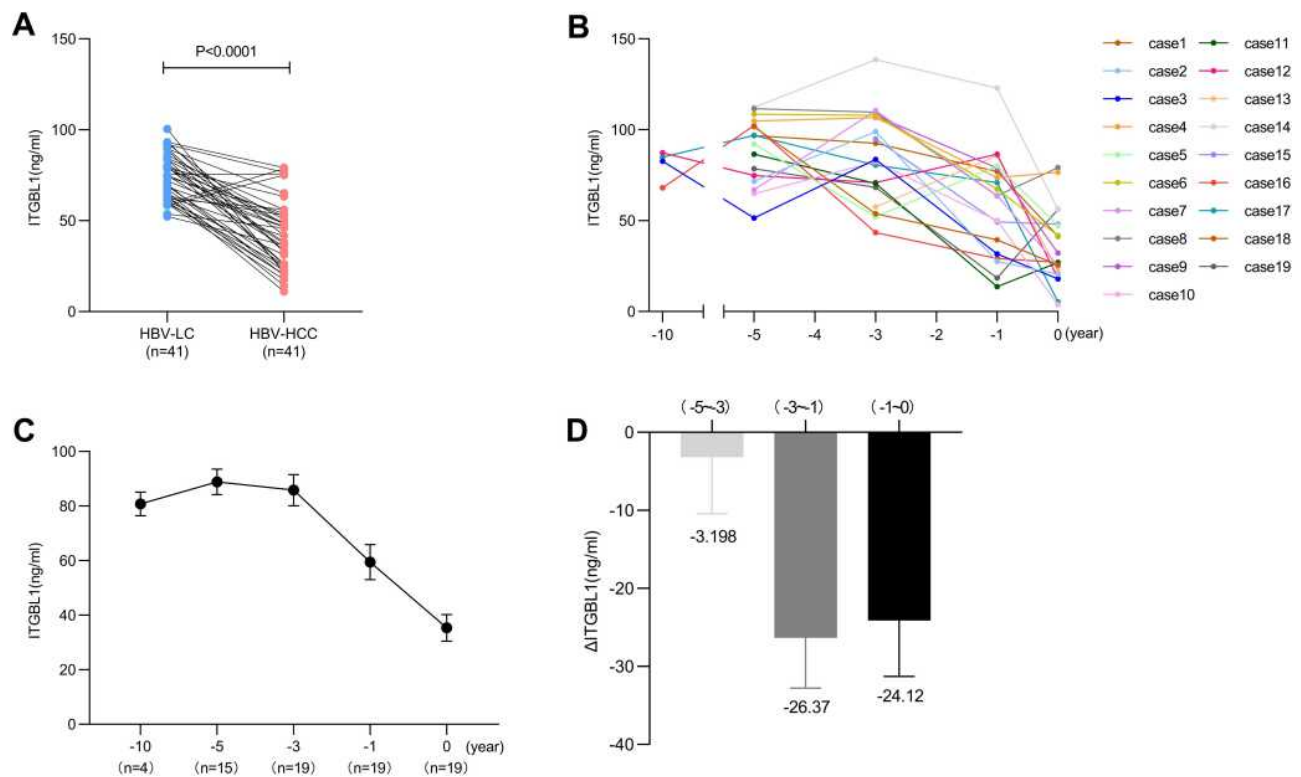 A
150
100
50
0
ITGBL1(ng/ml)
P<0.0001
HBV-LC
(n=41)
HBV-HCC
(n=41)
B
150
100
50
0
ITGBL1(ng/ml)
-10
-5
-4
-3
-2
-1
0
(year)
case1
case2
case3
case4
case5
case6
case7
case8
case9
case10
case11
case12
case13
case14
case15
case16
case17
case18
case19
C
100
80
60
40
20
0
ITGBL1(ng/ml)
-10
-5
-3
-1
0
(year)
(n=4)
(n=15)
(n=19)
(n=19)
(n=19)
D
(-5~-3)
(-3~-1)
(-1~0)
0
-10
-20
-30
-40
ΔITGBL1(ng/ml)
-3.198
-26.37
-24.12